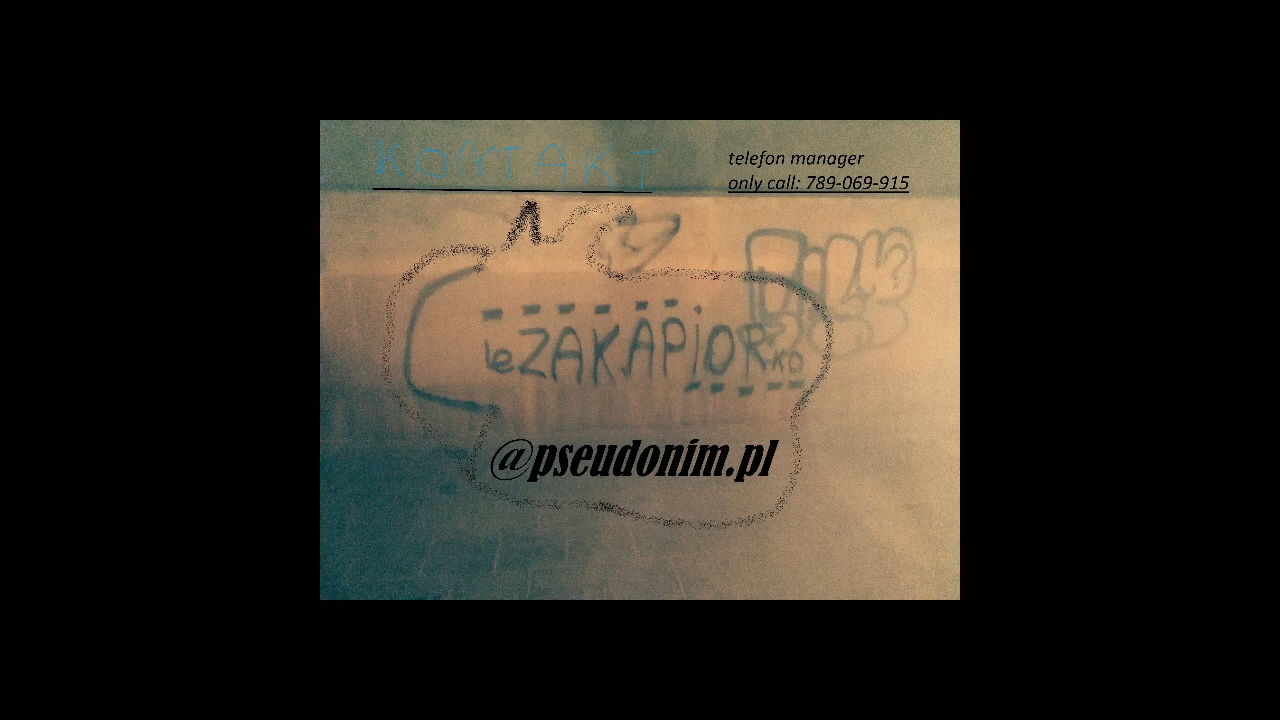 KONTAKT
telefon manager
only call: 789-069-915
leZAKAPiORko
@pseudonim.pl